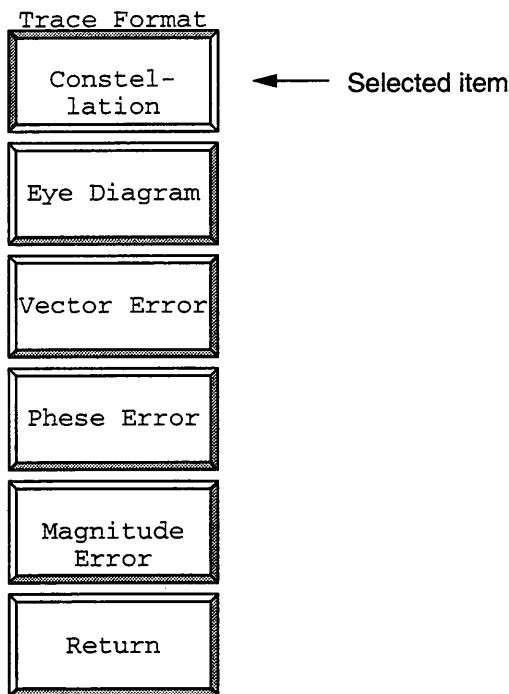 Trace Format
Constel-
lation
Selected item
Eye Diagram
Vector Error
Phese Error
Magnitude
Error
Return